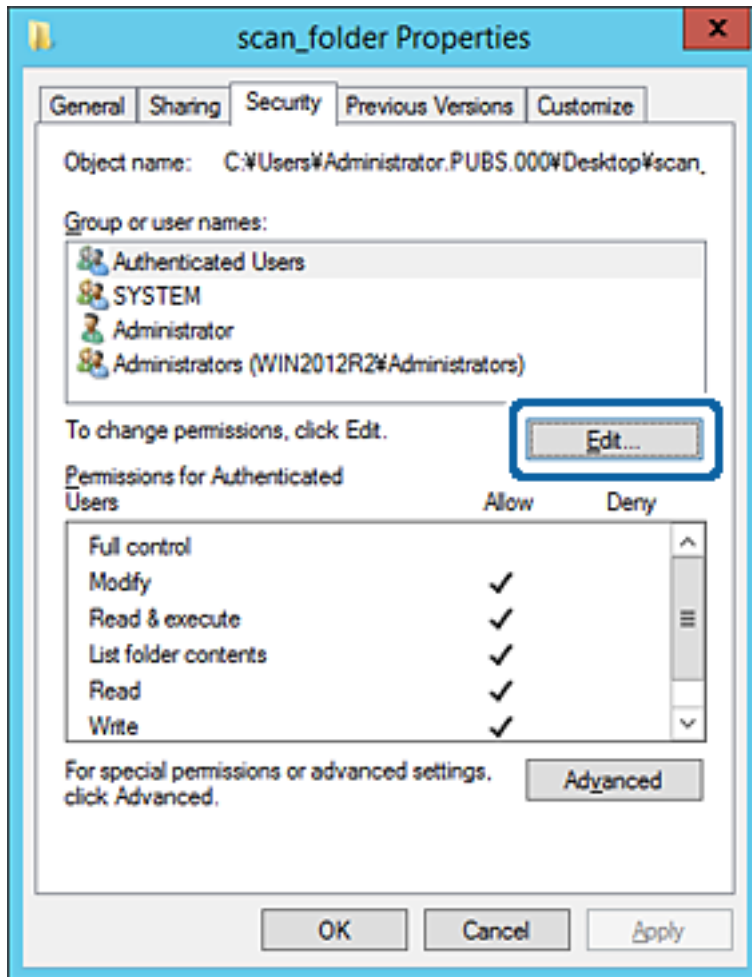 scan_folder Properties
x
General Sharing Security Previous Versions Customize
Object name: C:¥Users¥Administrator.PUBS.000¥Desktop¥scan_
Group or user names:
Authenticated Users
SYSTEM
Administrator
Administrators (WIN2012R2¥Administrators)
To change permissions, click Edit.
Edit...
Permissions for Authenticated
Users Allow Deny
Full control
Modify
Read & execute
List folder contents
Read
Write
For special permissions or advanced settings,
click Advanced.
Advanced
OK Cancel Apply